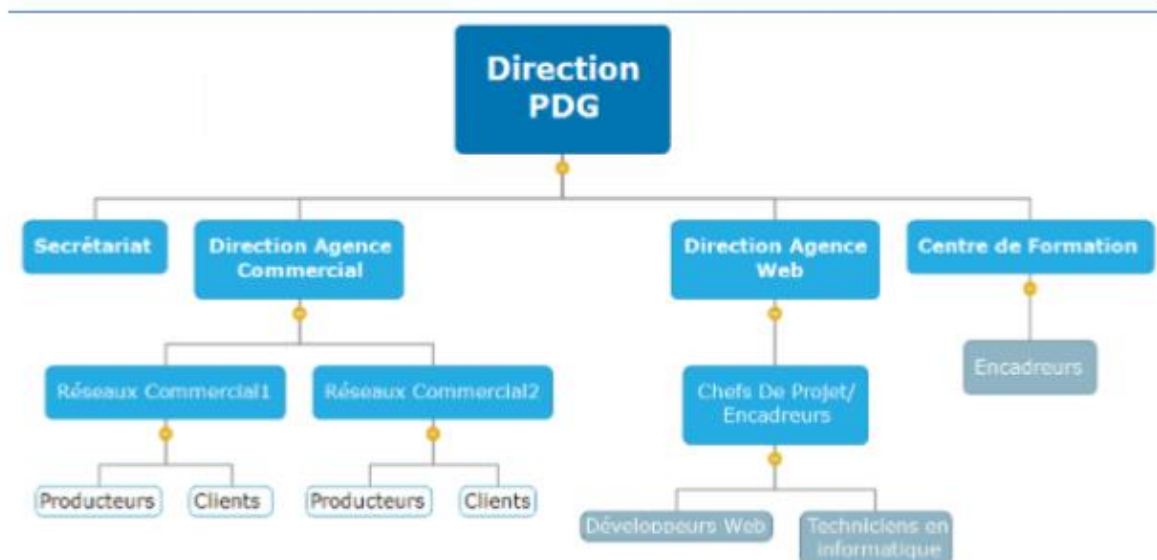 Direction
PDG
Secrétariat
Direction Agence
Commercial
Direction Agence
Web
Centre de Formation
Réseaux Commercial1
Réseaux Commercial2
Chefs De Projet/
Encadreurs
Encadreurs
Producteurs
Clients
Producteurs
Clients
Développeurs Web
Techniciens en
informatique